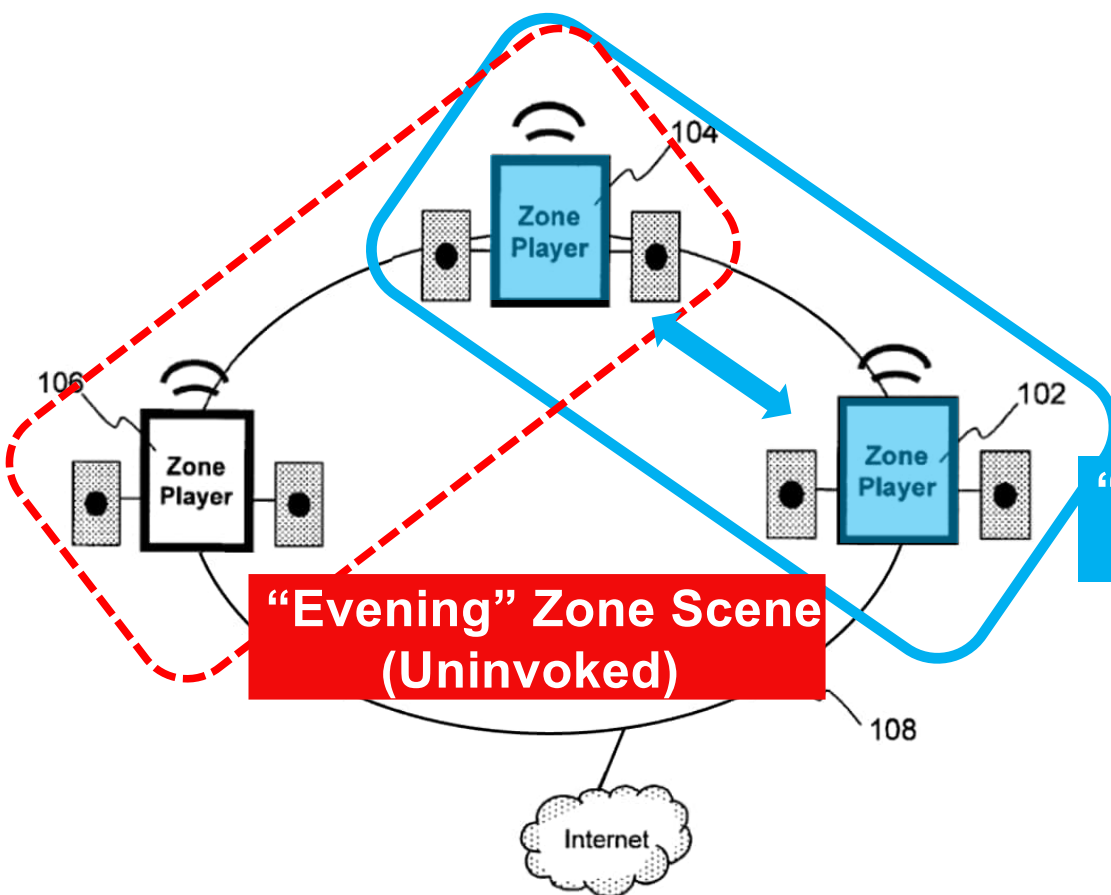 104
Zone
Player
106
Zone
Player
102
Zone
Player
“
“Evening” Zone Scene
(Uninvoked)
108
Internet